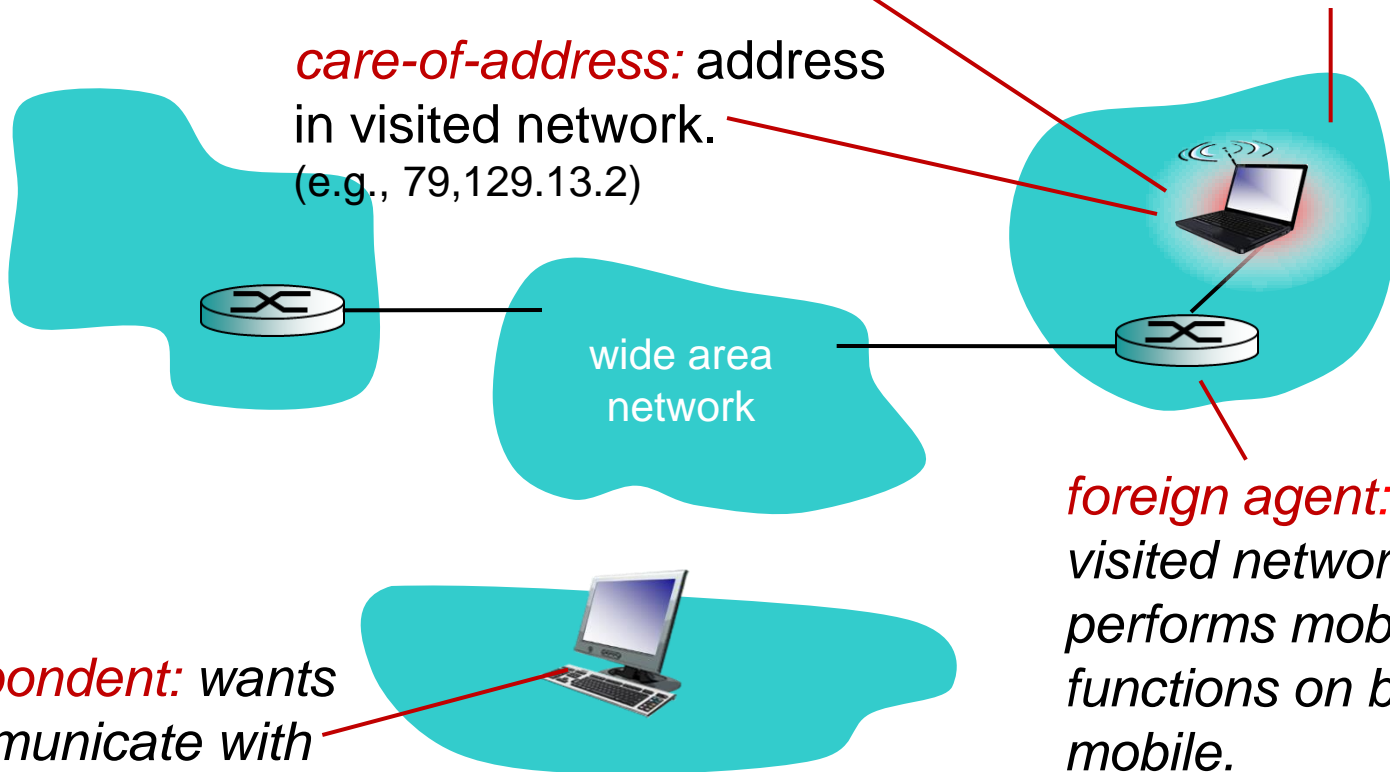 care-of-address: address
in visited network.
(e.g., 79,129.13.2)
wide area
network
foreign agent:
visited networ
performs mob
functions on b
mobile.
pondent: wants
municate with